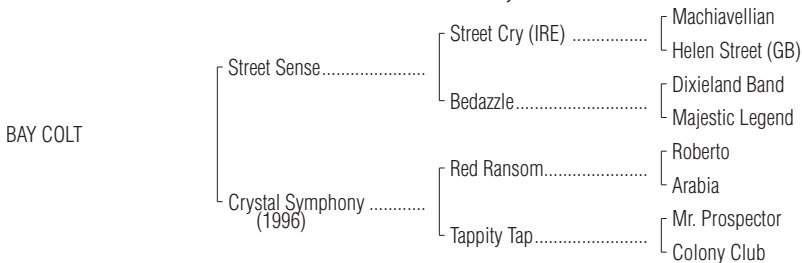 Machiavellian
Street Cry (IRE) ................
Helen Street (GB)
Street Sense......................
Dixieland Band
Bedazzle............................
Majestic Legend
BAY COLT
Roberto
Red Ransom......................
Arabia
Crystal Symphony ............
(1996)
Mr. Prospector
Tappity Tap........................
Colony Club